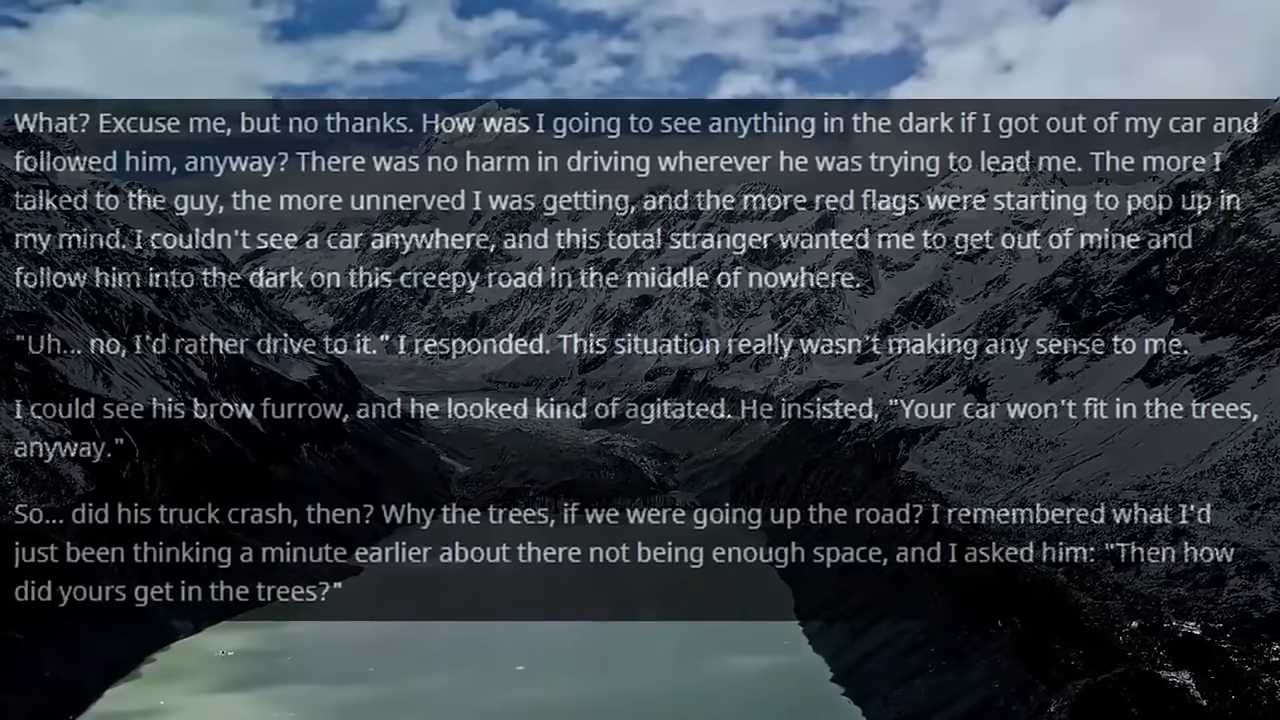 What? Excuse me, but no thanks. How was I going to see anything in the dark if I got out of my car and
followed him, anyway? There was no harm in driving wherever he was trying to lead me. The more I
talked to the guy, the more unnerved I was getting, and the more red flags were starting to pop up in
my mind. I couldn't see a car anywhere, and this total stranger wanted me to get out of mine and
follow him into the dark on this creepy road in the middle of nowhere.
"Uh... no, I'd rather drive to it." I responded. This situation really wasn't making any sense to me.
I could see his brow furrow, and he looked kind of agitated. He insisted, "Your car won't fit in the trees,
anyway."
So... did his truck crash, then? Why the trees, if we were going up the road? I remembered what I'd
just been thinking a minute earlier about there not being enough space, and I asked him: "Then how
did yours get in the trees?"